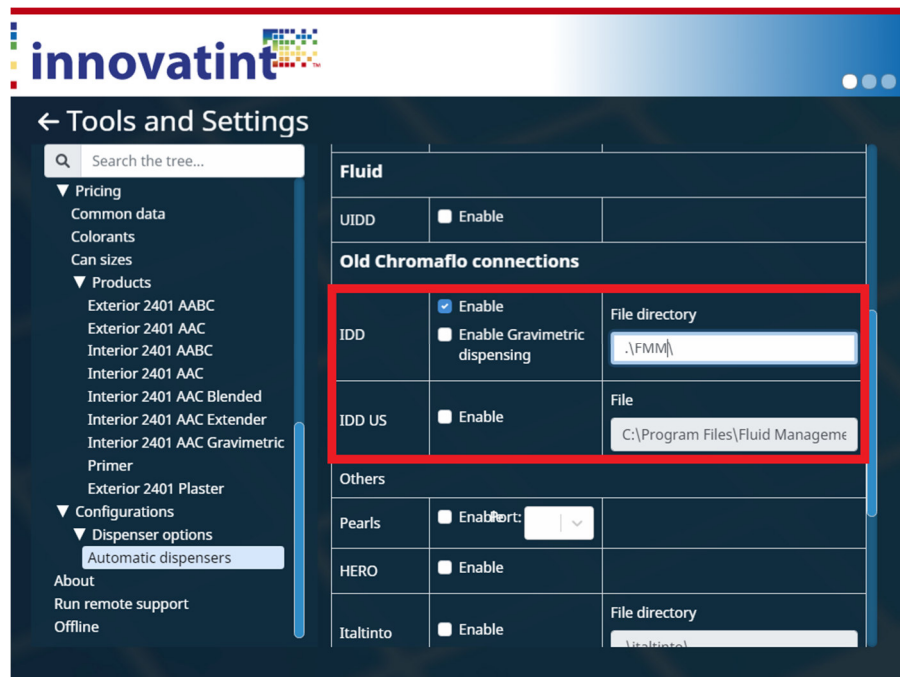 innovatint™
← Tools and Settings
Search the tree...
▼ Pricing
Common data
Colorants
Can sizes
▼ Products
Exterior 2401 AABC
Exterior 2401 AAC
Interior 2401 AABC
Interior 2401 AAC
Interior 2401 AAC Blended
Interior 2401 AAC Extender
Interior 2401 AAC Gravimetric
Primer
Exterior 2401 Plaster
▼ Configurations
▼ Dispenser options
Automatic dispensers
About
Run remote support
Offline
Fluid
UIDD
Enable
Old Chromaflo connections
IDD
Enable
Enable Gravimetric
dispensing
File directory
.\FMM\
IDD US
Enable
File
C:\Program Files\Fluid Manageme
Others
Pearls
Enable
Port:
HERO
Enable
Italtinto
Enable
File directory
.\italtinto\